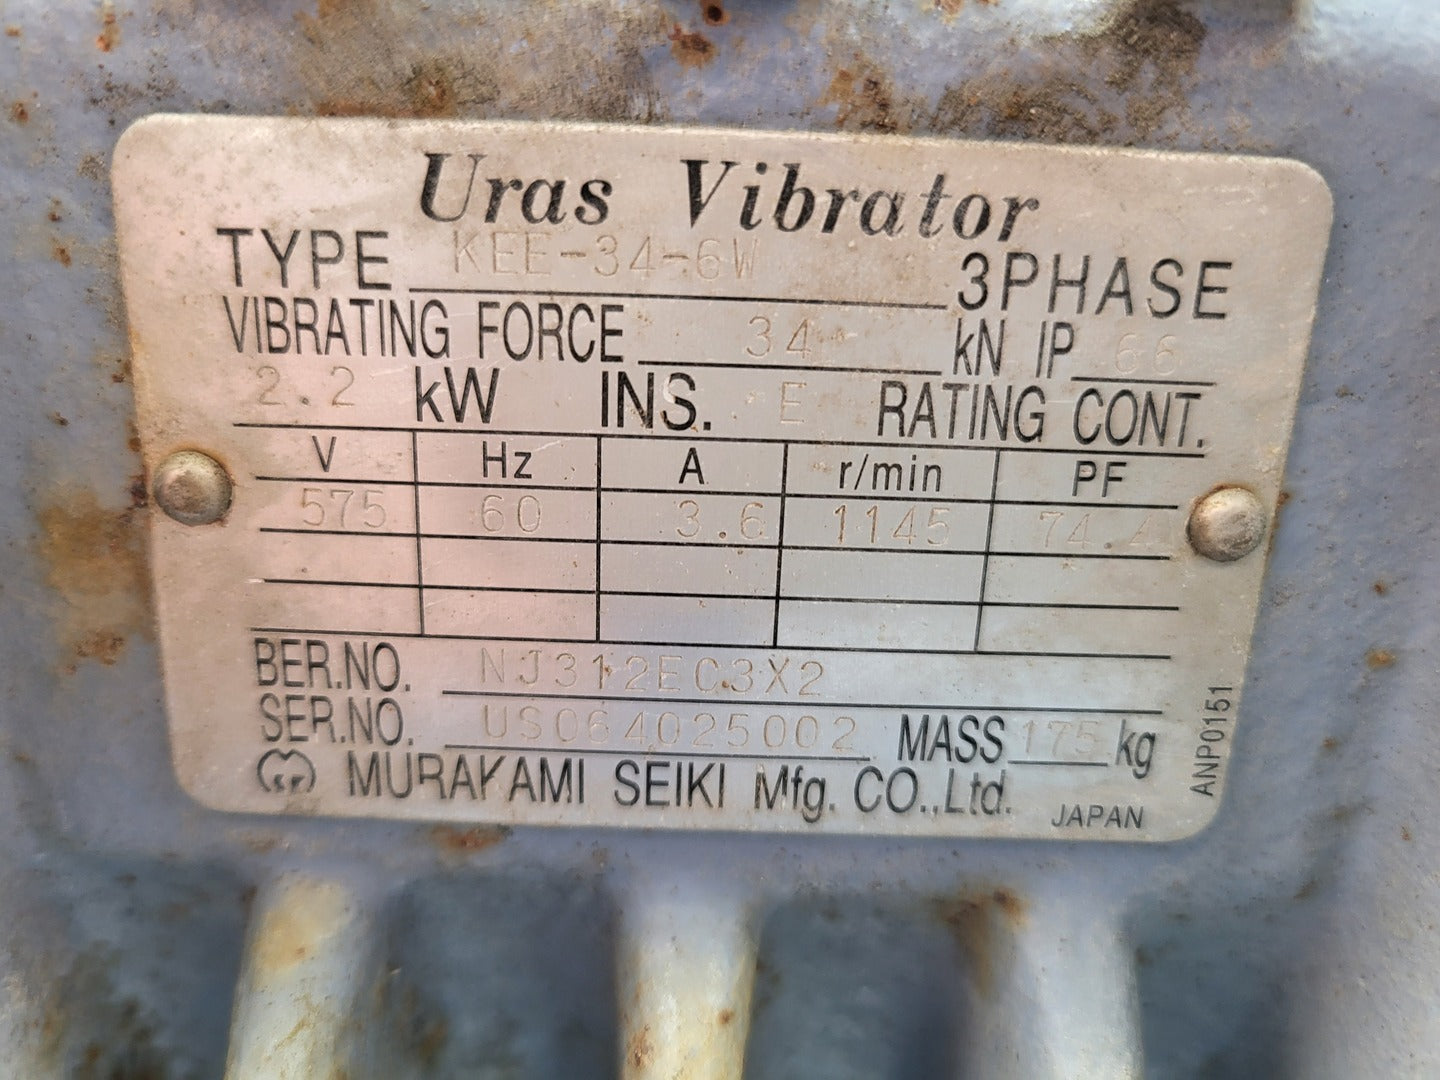 Uras Vibrator
TYPE KEE-34-6W 3PHASE
VIBRATING FORCE 34 kN IP 66
2.2 kW INS. E RATING CONT.
V Hz A r/min PF
575 60 3.6 1145 74.4
BER.NO. NJ312EC3X2
SER.NO. US064025002 MASS 175 kg
MURAKAMI SEIKI Mfg. CO.,Ltd. JAPAN
ANP0151